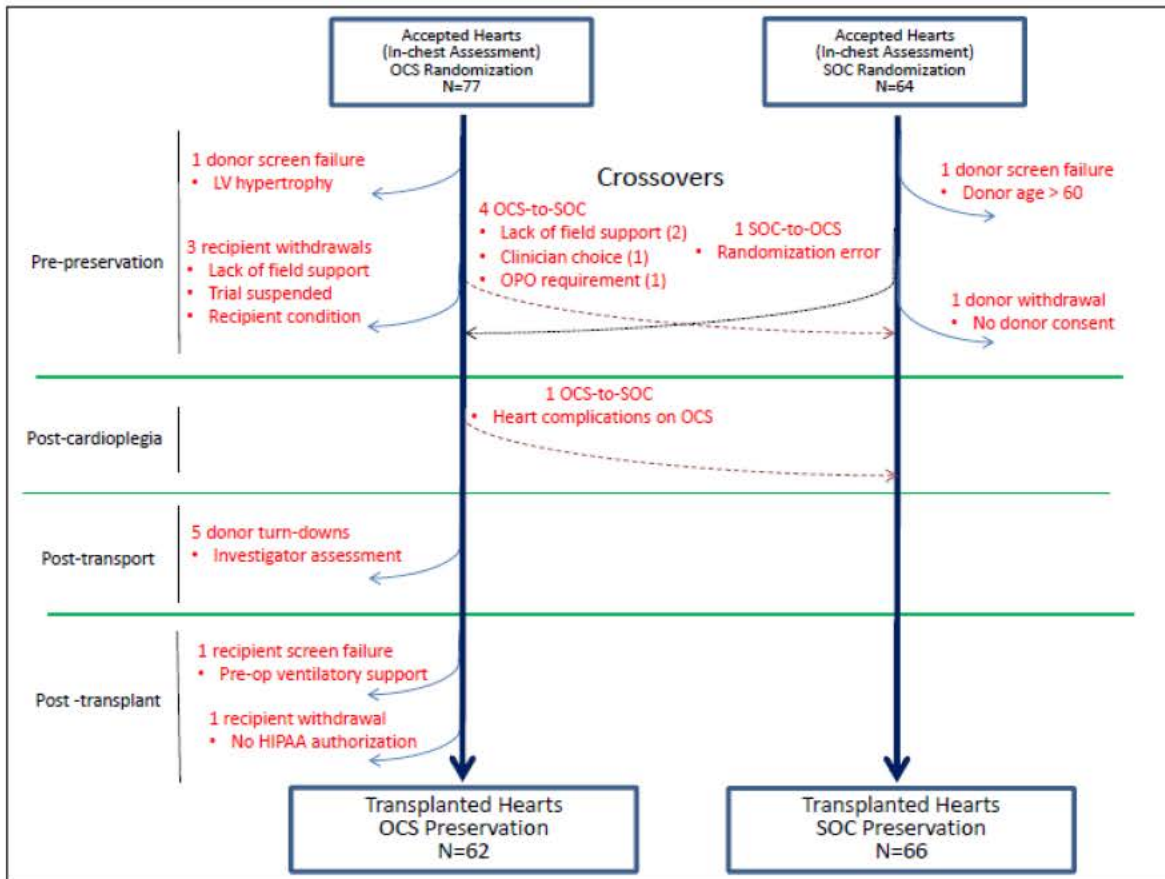 Accepted Hearts
(In-chest Assessment)
OCS Randomization
N=77
Accepted Hearts
(In-chest Assessment)
SOC Randomization
N=64
Pre-preservation
1 donor screen failure
• LV hypertrophy
3 recipient withdrawals
• Lack of field support
• Trial suspended
• Recipient condition
Crossovers
4 OCS-to-SOC
• Lack of field support (2)
• Clinician choice (1)
• OPO requirement (1)
1 SOC-to-OCS
• Randomization error
1 donor screen failure
• Donor age > 60
1 donor withdrawal
• No donor consent
Post-cardioplegia
1 OCS-to-SOC
• Heart complications on OCS
Post-transport
5 donor turn-downs
• Investigator assessment
Post -transplant
1 recipient screen failure
• Pre-op ventilatory support
1 recipient withdrawal
• No HIPAA authorization
Transplanted Hearts
OCS Preservation
N=62
Transplanted Hearts
SOC Preservation
N=66